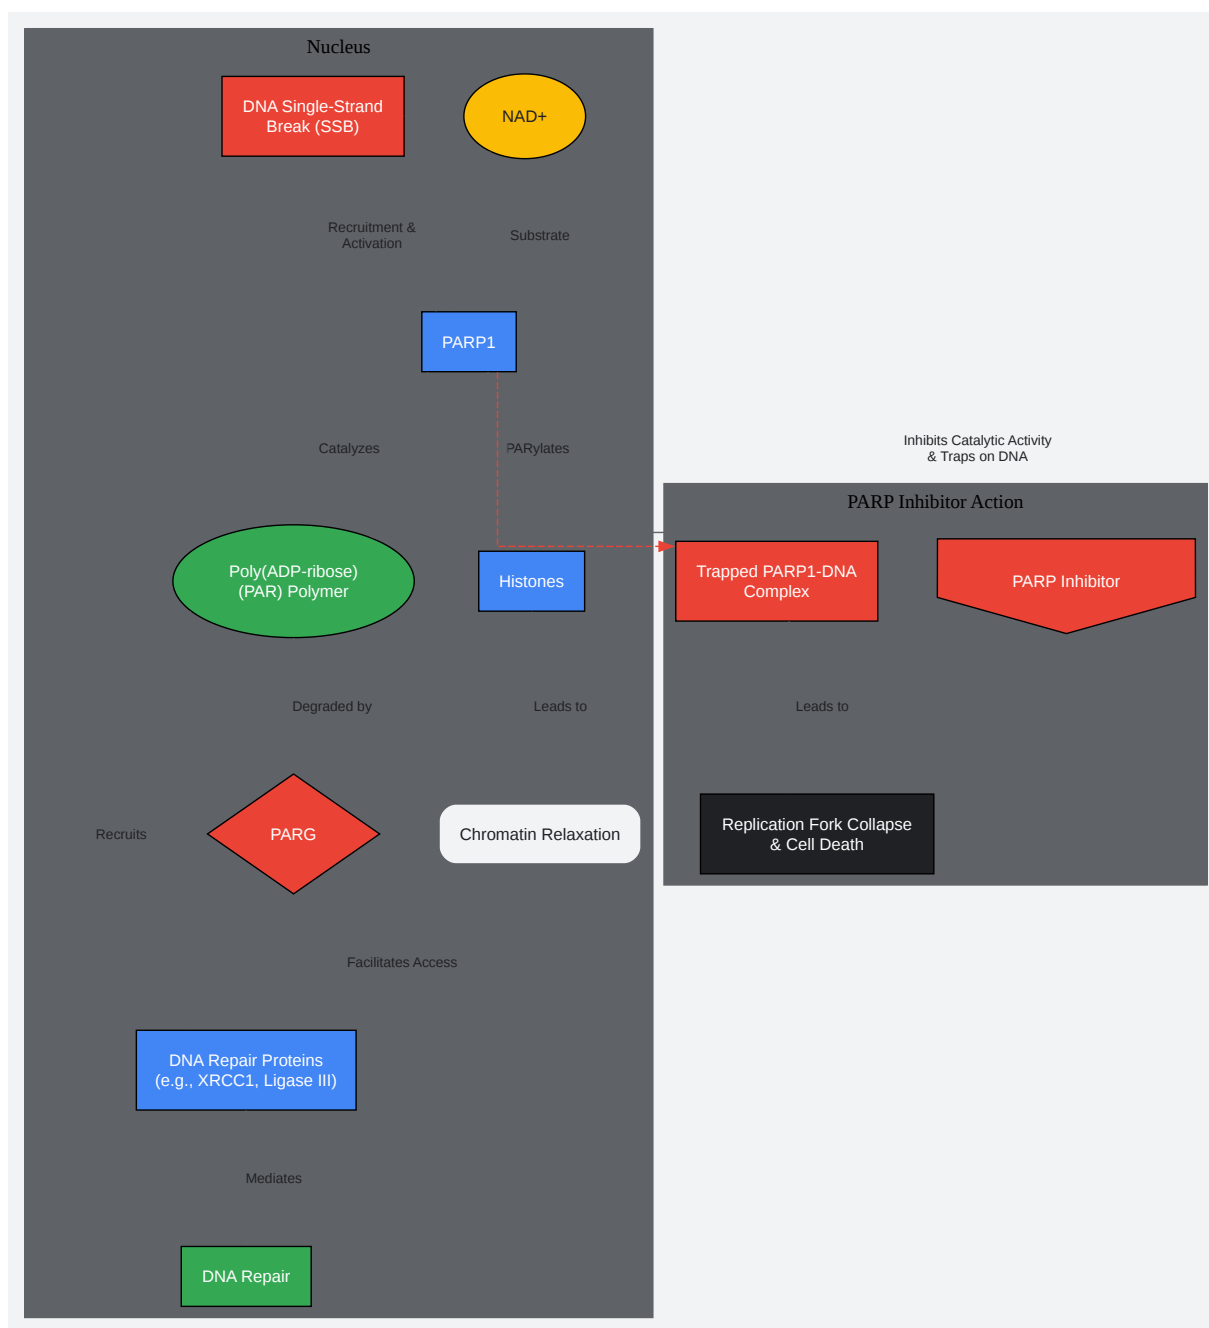 Nucleus
DNA Single-Strand
Break (SSB)
NAD+
Recruitment &
Activation
Substrate
PARP1
Catalyzes
PARylates
Inhibits Catalytic Activity
& Traps on DNA
PARP Inhibitor Action
Poly(ADP-ribose)
(PAR) Polymer
Histones
Trapped PARP1-DNA
Complex
PARP Inhibitor
Degraded by
Leads to
Leads to
Recruits
PARG
Chromatin Relaxation
Replication Fork Collapse
& Cell Death
Facilitates Access
DNA Repair Proteins
(e.g., XRCC1, Ligase III)
Mediates
DNA Repair